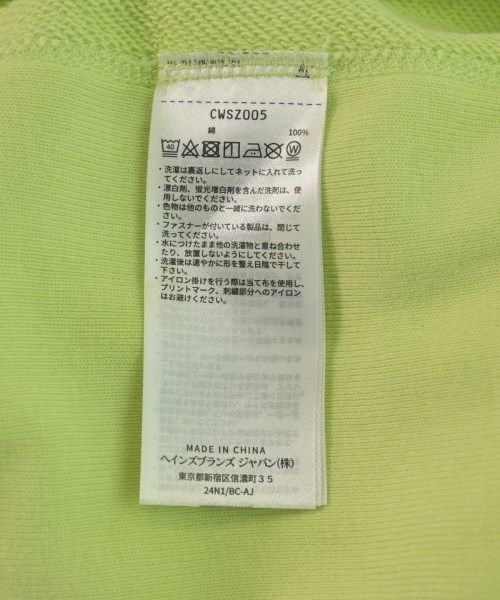 CWSZ005
綿 100%
40
・洗濯は裏返しにしてネットに入れて洗っ
てください。
・漂白剤、蛍光増白剤を含んだ洗剤は、使
用しないでください。
・色物は他のものと一緒に洗わないでくだ
さい。
・ファスナーが付いている製品は、閉じて
洗ってください。
・水につけたまま他の洗濯物と重ね合わせ
たり、放置しないようにしてください。
・洗濯後は速やかに形を整え日陰で干して
下さい。
・アイロン掛けを行う際は当て布を使用し、
プリントマーク、刺繍部分へのアイロン
はお避けください。
MADE IN CHINA
ヘインズブランズ ジャパン(株)
東京都新宿区信濃町35
24N1/BC-AJ